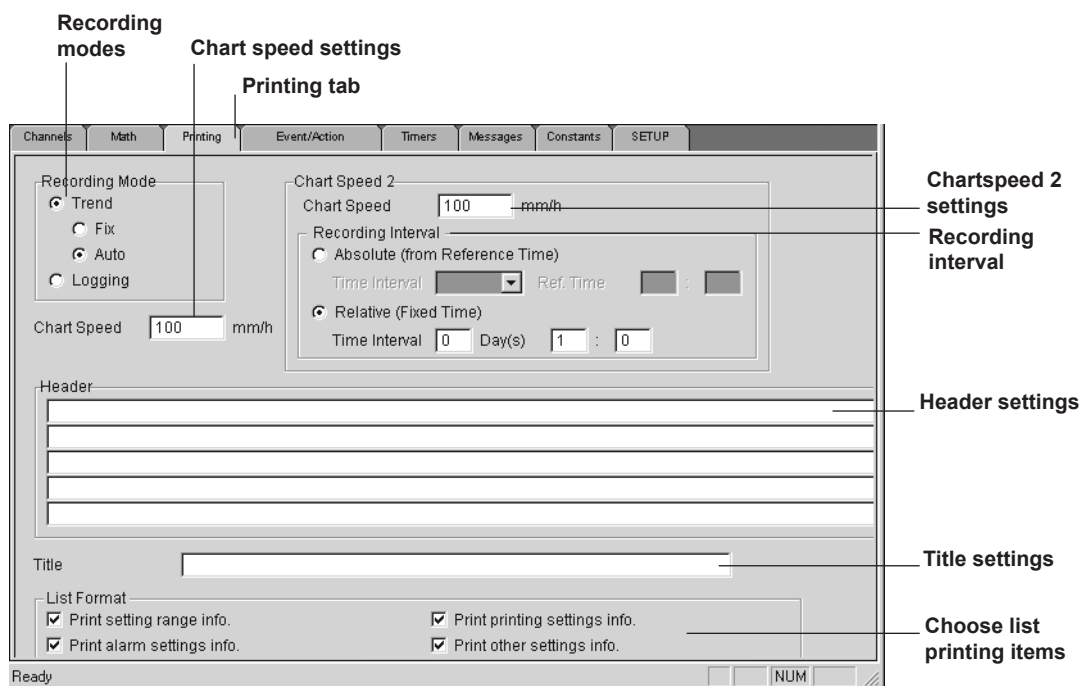 Recording
modes
Chart speed settings
Printing tab
Channels Math Printing Event/Action Timers Messages Constants SETUP
Recording Mode
Trend
Fix
Auto
Logging
Chart Speed 100 mm/h
Chart Speed 2
Chart Speed 100 mm/h
Recording Interval
Absolute (from Reference Time)
Time Interval Ref. Time :
Relative (Fixed Time)
Time Interval 0 Day(s) 1 : 0
Chartspeed 2
settings
Recording
interval
Header
Header settings
Title
Title settings
List Format
Print setting range info. Print printing settings info.
Print alarm settings info. Print other settings info.
Choose list
printing items
Ready NUM